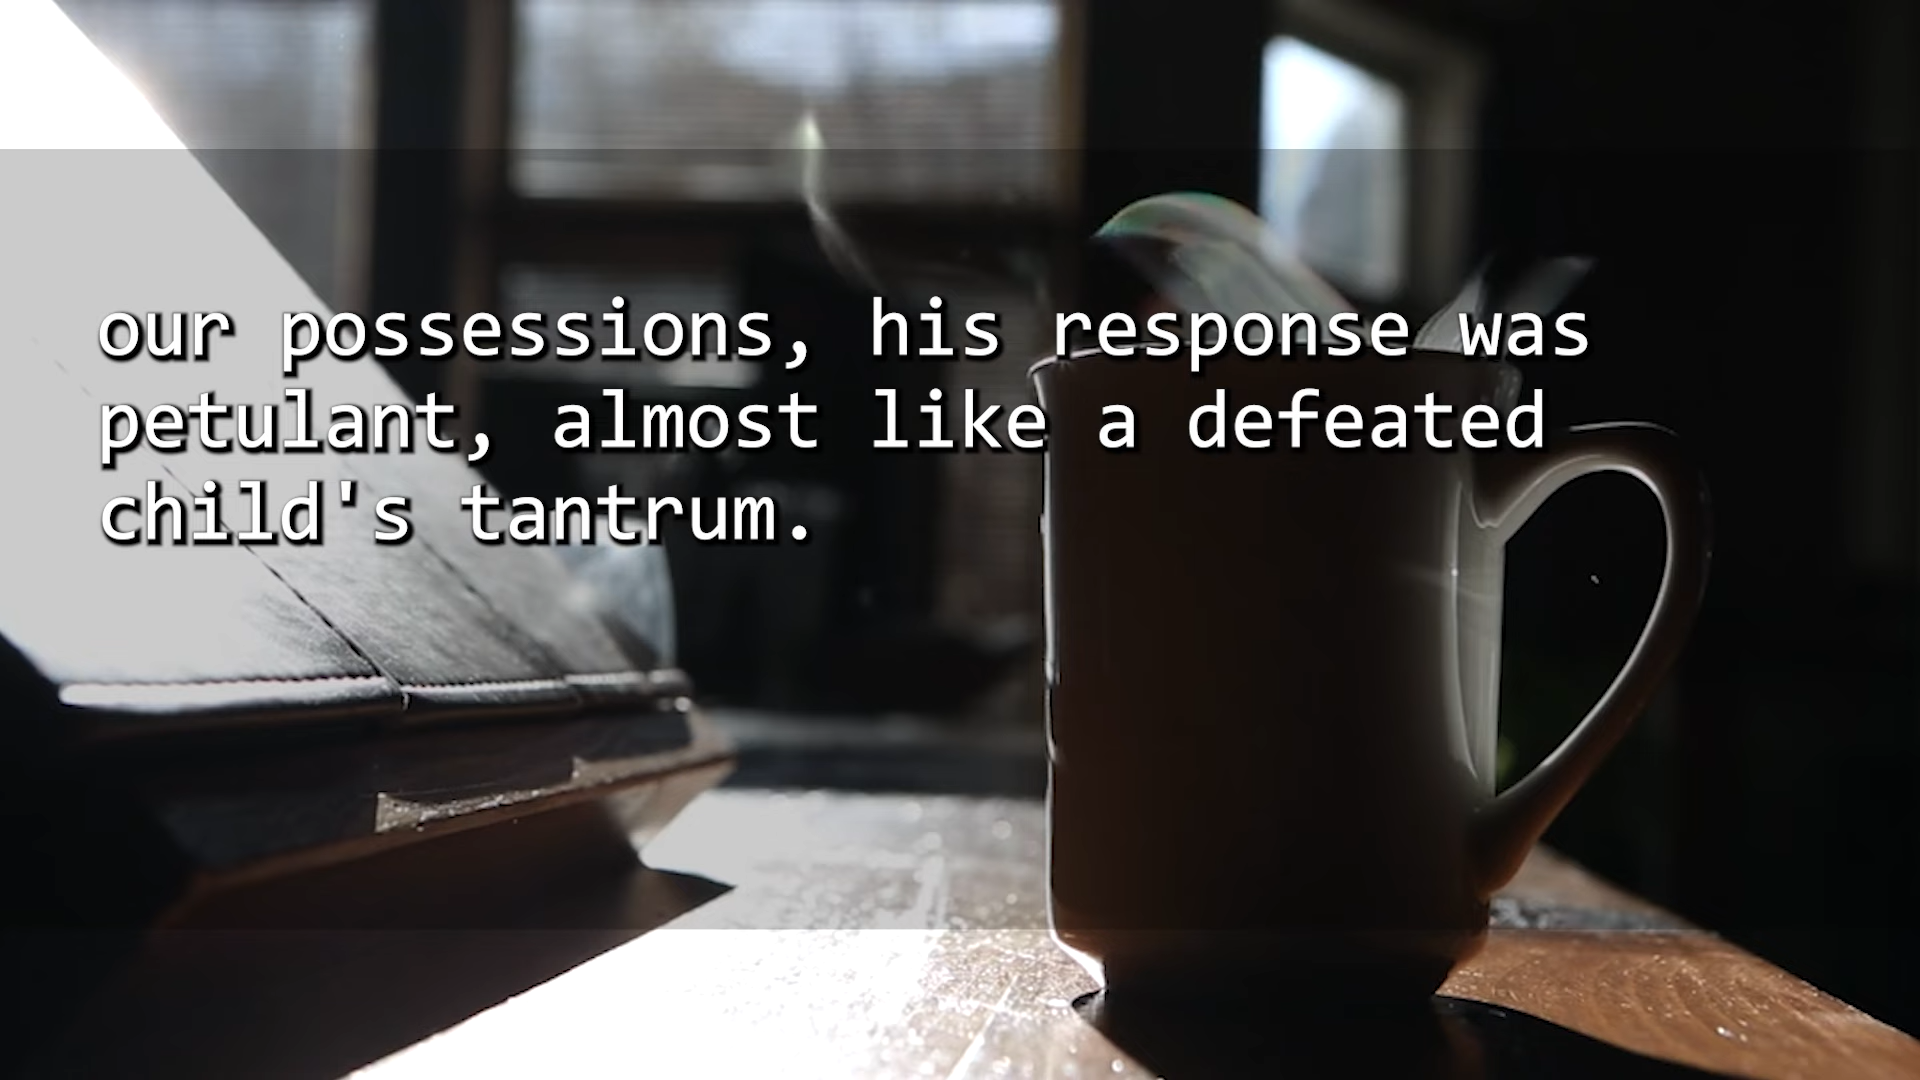 our possessions, his response was
petulant, almost like a defeated
child's tantrum.